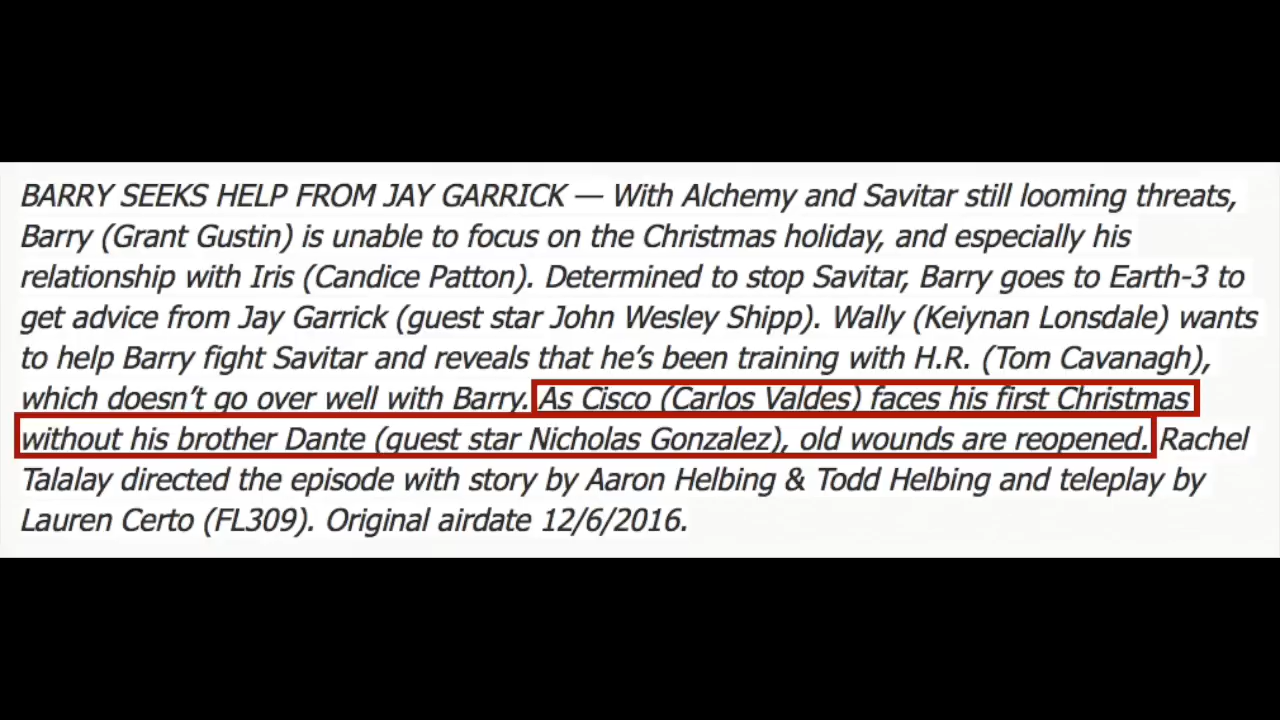 BARRY SEEKS HELP FROM JAY GARRICK — With Alchemy and Savitar still looming threats,
Barry (Grant Gustin) is unable to focus on the Christmas holiday, and especially his
relationship with Iris (Candice Patton). Determined to stop Savitar, Barry goes to Earth-3 to
get advice from Jay Garrick (guest star John Wesley Shipp). Wally (Keiynan Lonsdale) wants
to help Barry fight Savitar and reveals that he’s been training with H.R. (Tom Cavanagh),
which doesn’t go over well with Barry. As Cisco (Carlos Valdes) faces his first Christmas
without his brother Dante (guest star Nicholas Gonzalez), old wounds are reopened. Rachel
Talalay directed the episode with story by Aaron Helbing & Todd Helbing and teleplay by
Lauren Certo (FL309). Original airdate 12/6/2016.